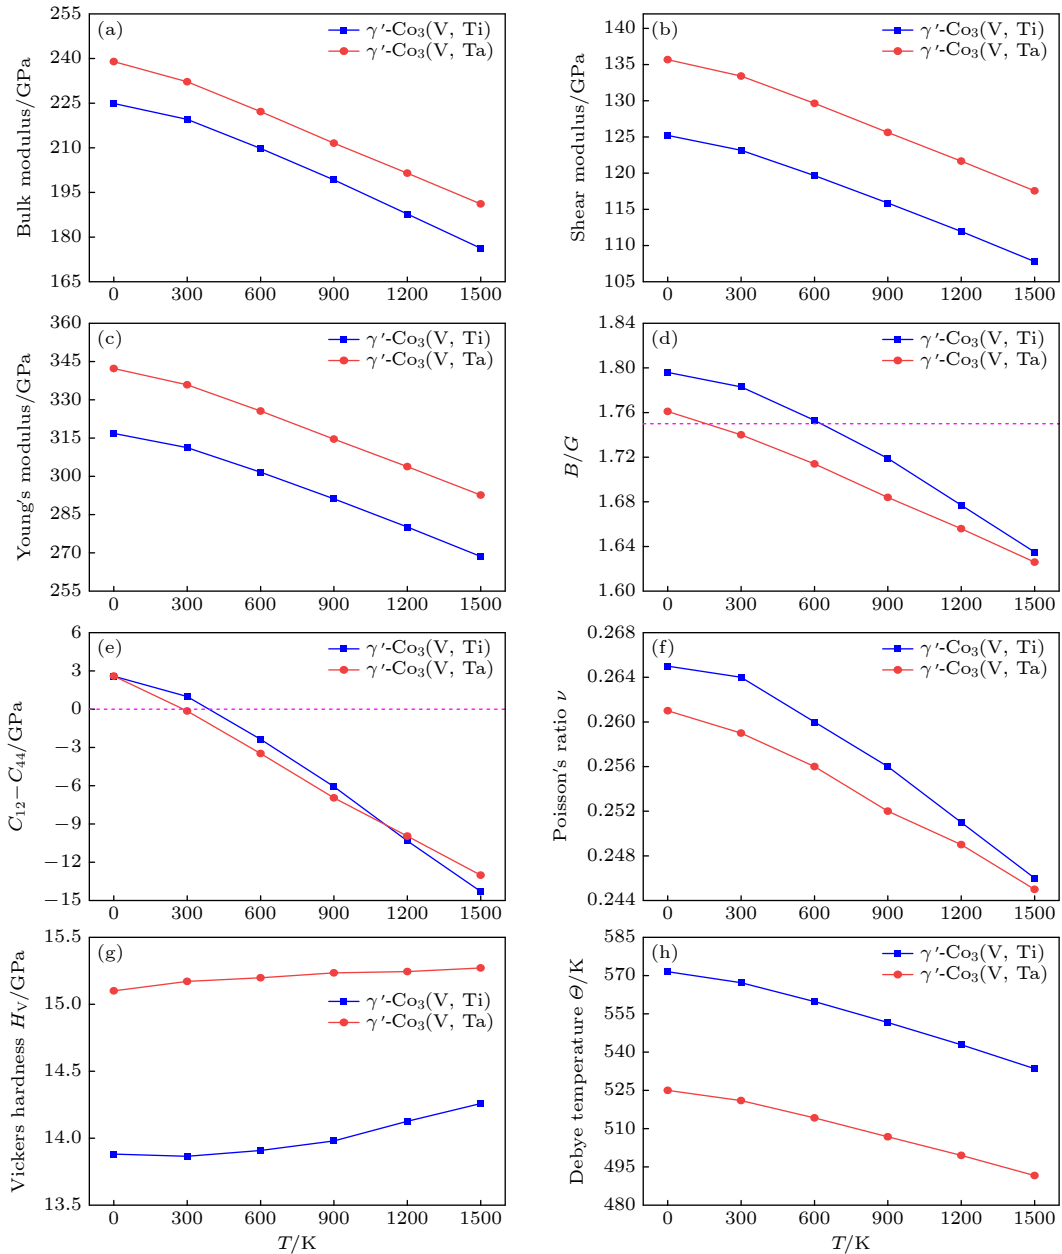 (a)
γ′-Co₃(V, Ti)
γ′-Co₃(V, Ta)
Bulk modulus/GPa
255
240
225
210
195
180
165
0 300 600 900 1200 1500
(b)
γ′-Co₃(V, Ti)
γ′-Co₃(V, Ta)
Shear modulus/GPa
140
135
130
125
120
115
110
105
0 300 600 900 1200 1500
(c)
γ′-Co₃(V, Ti)
γ′-Co₃(V, Ta)
Young's modulus/GPa
360
345
330
315
300
285
270
255
0 300 600 900 1200 1500
(d)
γ′-Co₃(V, Ti)
γ′-Co₃(V, Ta)
B/G
1.84
1.80
1.76
1.72
1.68
1.64
1.60
0 300 600 900 1200 1500
(e)
γ′-Co₃(V, Ti)
γ′-Co₃(V, Ta)
C₁₂−C₄₄/GPa
6
3
0
−3
−6
−9
−12
−15
0 300 600 900 1200 1500
(f)
γ′-Co₃(V, Ti)
γ′-Co₃(V, Ta)
Poisson's ratio ν
0.268
0.264
0.260
0.256
0.252
0.248
0.244
0 300 600 900 1200 1500
(g)
γ′-Co₃(V, Ti)
γ′-Co₃(V, Ta)
Vickers hardness H_V/GPa
15.5
15.0
14.5
14.0
13.5
0 300 600 900 1200 1500
T/K
(h)
γ′-Co₃(V, Ti)
γ′-Co₃(V, Ta)
Debye temperature Θ/K
585
570
555
540
525
510
495
480
0 300 600 900 1200 1500
T/K